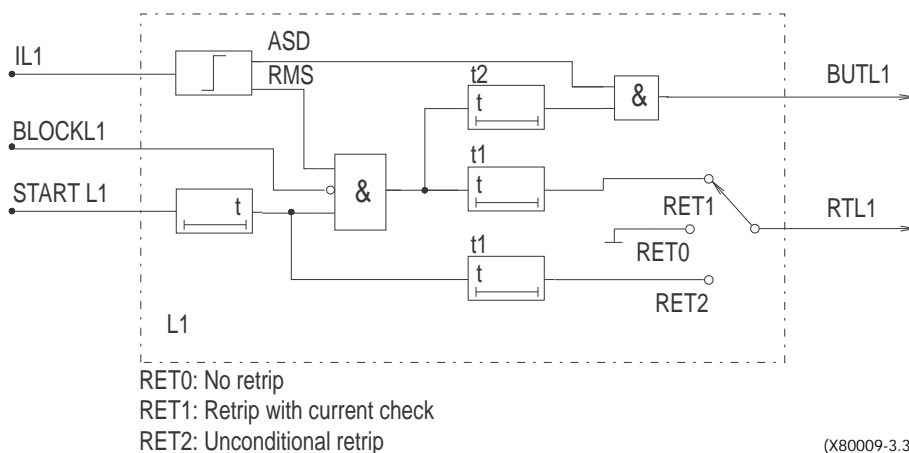 IL1
ASD
RMS
BLOCKL1
START L1
t
t2
t
&
BUTL1
&
t1
t
RET1
RTL1
RET0
t1
t
RET2
L1
RET0: No retrip
RET1: Retrip with current check
RET2: Unconditional retrip
(X80009-3.3